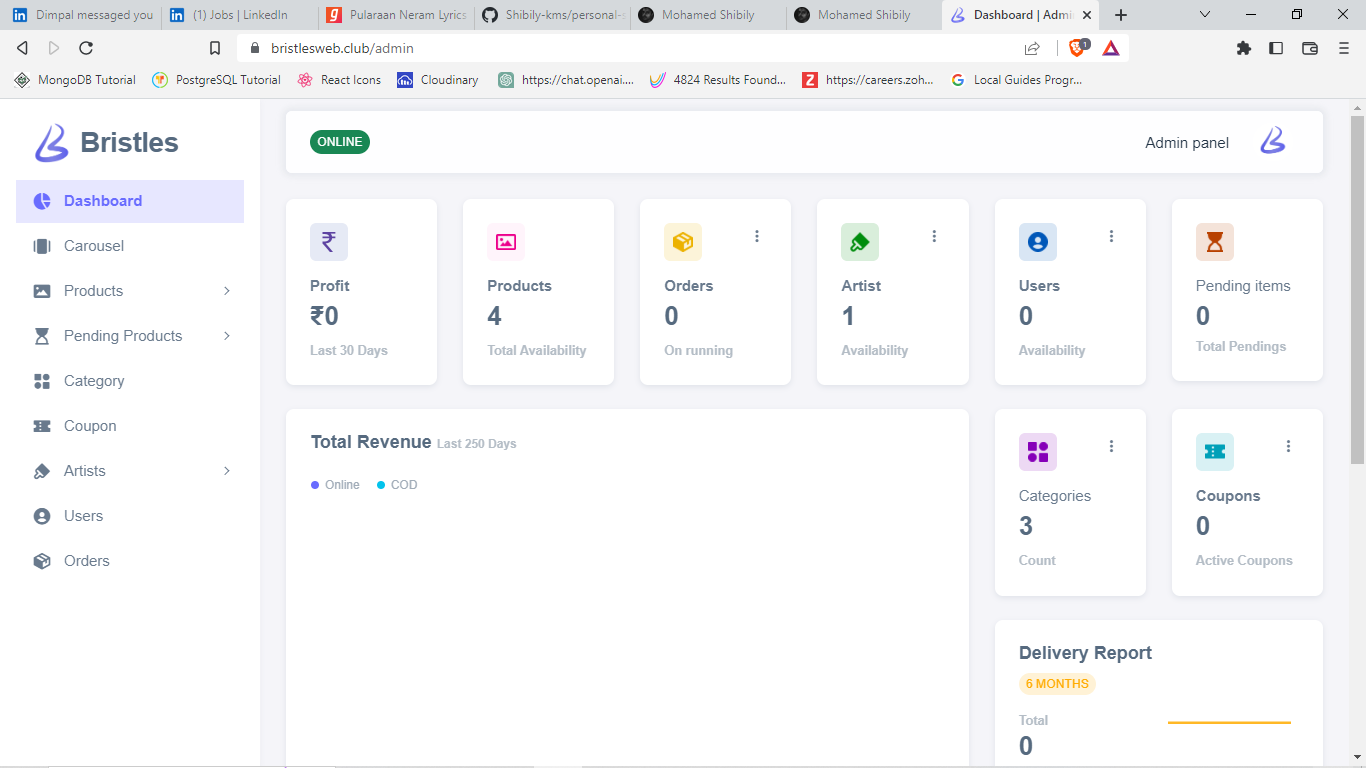 Dimpal messaged you
(1) Jobs | LinkedIn
Pularaan Neram Lyrics
Shibily-kms/personal-s
Mohamed Shibily
Mohamed Shibily
Dashboard | Admin
bristlesweb.club/admin
1
MongoDB Tutorial
PostgreSQL Tutorial
React Icons
Cloudinary
https://chat.openai....
4824 Results Found...
https://careers.zoh...
Local Guides Progr...
Bristles
ONLINE
Admin panel
Dashboard
Carousel
Products
Pending Products
Category
Coupon
Artists
Users
Orders
Profit
₹0
Last 30 Days
Products
4
Total Availability
Orders
0
On running
Artist
1
Availability
Users
0
Availability
Pending items
0
Total Pendings
Total Revenue Last 250 Days
Online COD
Categories
3
Count
Coupons
0
Active Coupons
Delivery Report
6 MONTHS
Total
0